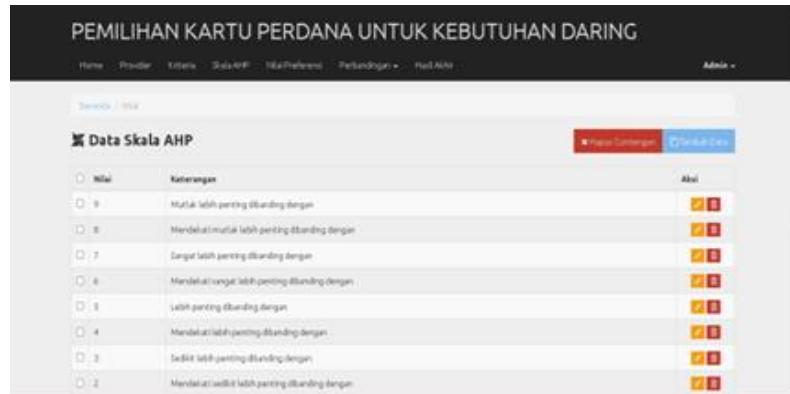 PEMILIHAN KARTU PERDANA UNTUK KEBUTUHAN DARING
Home Provider Kriteria Skala AHP Nilai Preferensi Perbandingan Hasil Akhir Admin
Beranda / Nilai
Data Skala AHP
Hapus Contengan Tambah Data
Nilai Keterangan Aksi
9 Mutlak lebih penting dibanding dengan
8 Mendekati mutlak lebih penting dibanding dengan
7 Sangat lebih penting dibanding dengan
6 Mendekati sangat lebih penting dibanding dengan
5 Lebih penting dibanding dengan
4 Mendekati lebih penting dibanding dengan
3 Sedikit lebih penting dibanding dengan
2 Mendekati sedikit lebih penting dibanding dengan